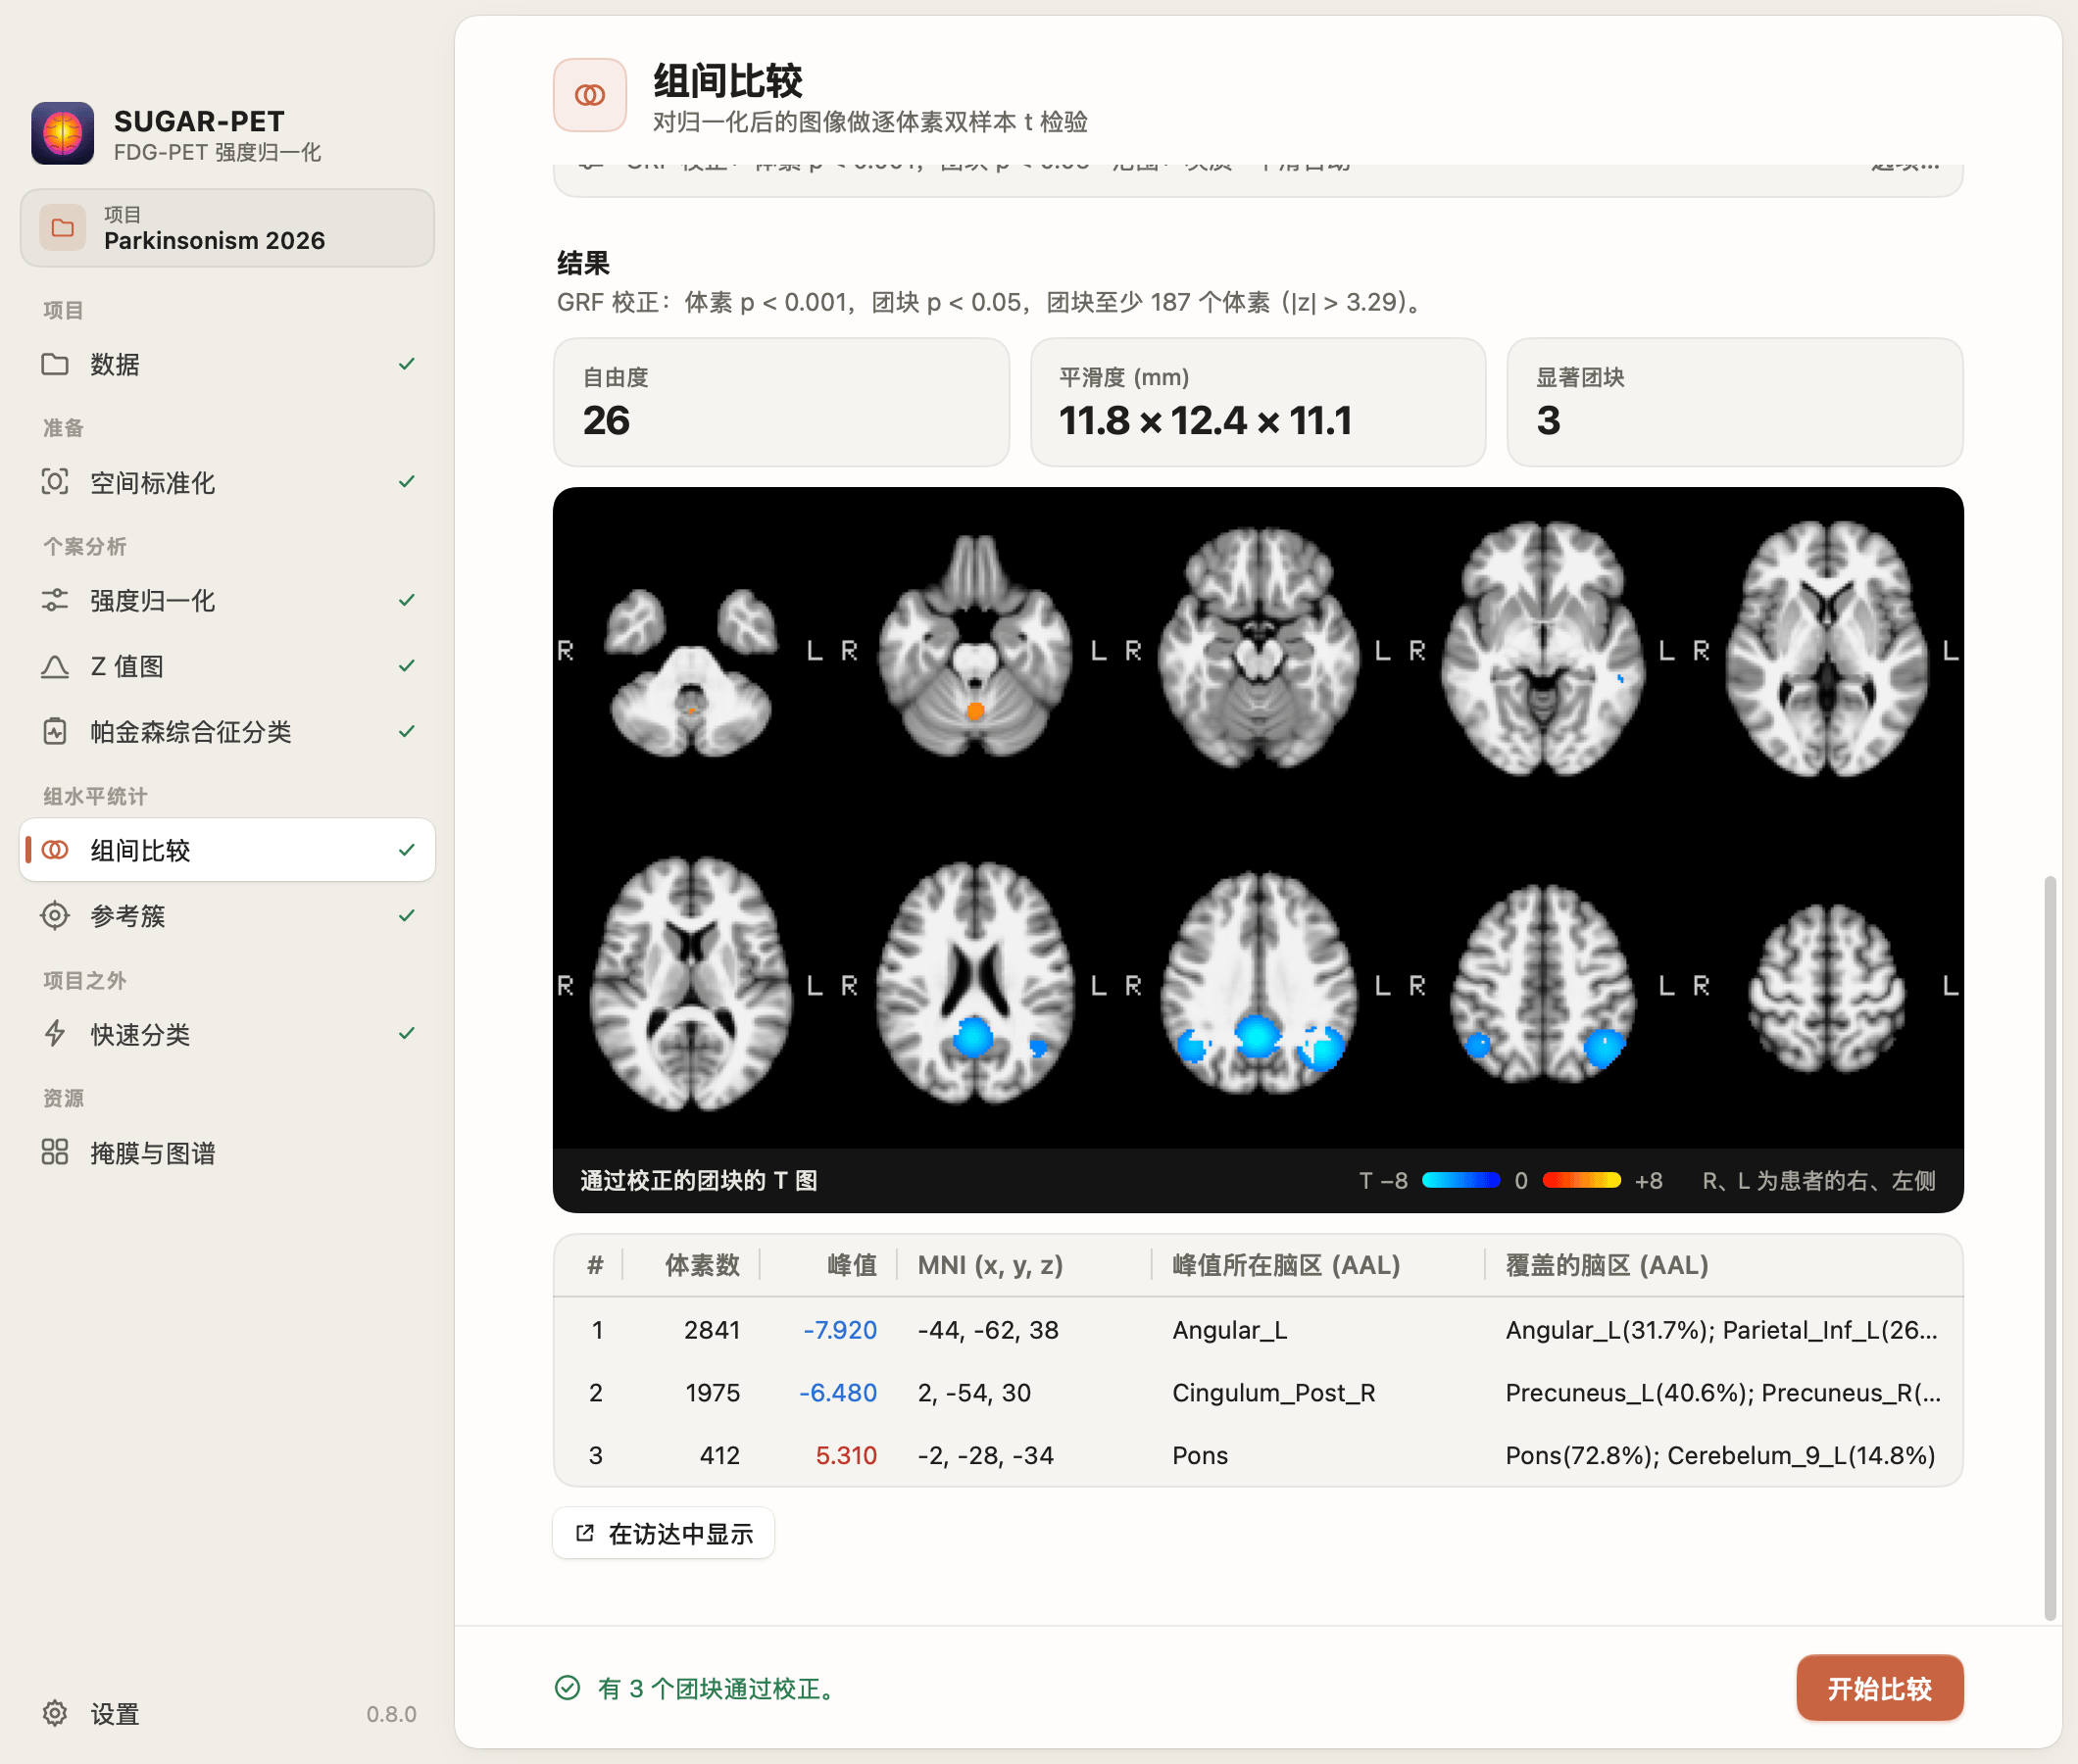 SUGAR-PET
FDG-PET 强度归一化
项目
Parkinsonism 2026
项目
数据
准备
空间标准化
个案分析
强度归一化
Z 值图
帕金森综合征分类
组水平统计
组间比较
参考簇
项目之外
快速分类
资源
掩膜与图谱
设置
0.8.0
组间比较
对归一化后的图像做逐体素双样本 t 检验
结果
GRF 校正：体素 p < 0.001，团块 p < 0.05，团块至少 187 个体素 (|z| > 3.29)。
自由度
26
平滑度 (mm)
11.8 × 12.4 × 11.1
显著团块
3
R L R L R L R L R L
R L R L R L R L R L
通过校正的团块的 T 图
T −8 0 +8 R、L 为患者的右、左侧
# 体素数 峰值 MNI (x, y, z) 峰值所在脑区 (AAL) 覆盖的脑区 (AAL)
1 2841 -7.920 -44, -62, 38 Angular_L Angular_L(31.7%); Parietal_Inf_L(26...
2 1975 -6.480 2, -54, 30 Cingulum_Post_R Precuneus_L(40.6%); Precuneus_R(...
3 412 5.310 -2, -28, -34 Pons Pons(72.8%); Cerebelum_9_L(14.8%)
在访达中显示
有 3 个团块通过校正。
开始比较